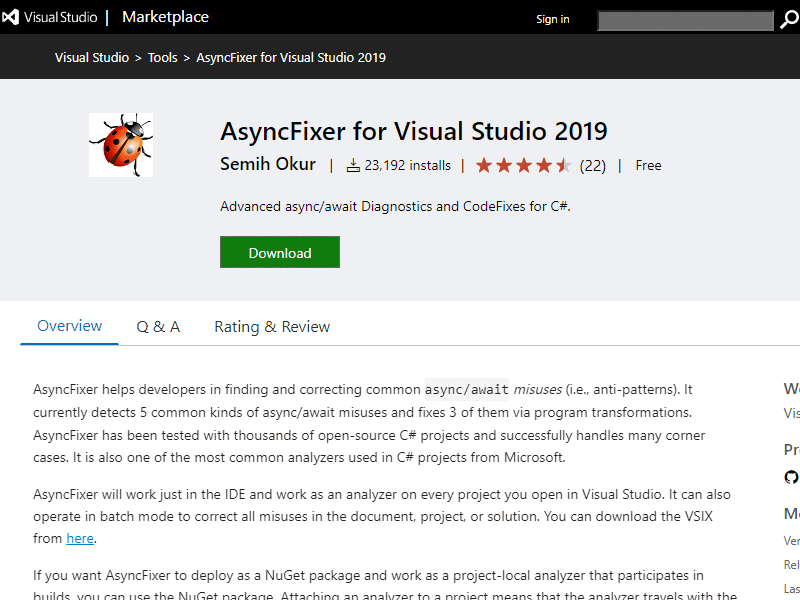 Visual Studio | Marketplace
Sign in
Visual Studio > Tools > AsyncFixer for Visual Studio 2019
AsyncFixer for Visual Studio 2019
Semih Okur | 23,192 installs | (22) | Free
Advanced async/await Diagnostics and CodeFixes for C#.
Download
Overview Q & A Rating & Review
AsyncFixer helps developers in finding and correcting common async/await misuses (i.e., anti-patterns). It
currently detects 5 common kinds of async/await misuses and fixes 3 of them via program transformations.
AsyncFixer has been tested with thousands of open-source C# projects and successfully handles many corner
cases. It is also one of the most common analyzers used in C# projects from Microsoft.
AsyncFixer will work just in the IDE and work as an analyzer on every project you open in Visual Studio. It can also
operate in batch mode to correct all misuses in the document, project, or solution. You can download the VSIX
from here.
If you want AsyncFixer to deploy as a NuGet package and work as a project-local analyzer that participates in
builds, you can use the NuGet package. Attaching an analyzer to a project means that the analyzer travels with the